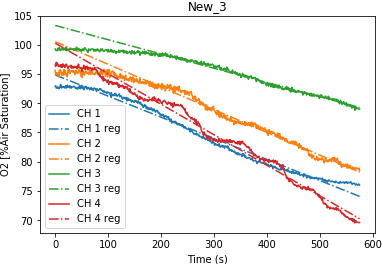 New_3
O2 [%Air Saturation]
105
100
95
90
85
80
75
70
CH 1
CH 1 reg
CH 2
CH 2 reg
CH 3
CH 3 reg
CH 4
CH 4 reg
0 100 200 300 400 500 600
Time (s)